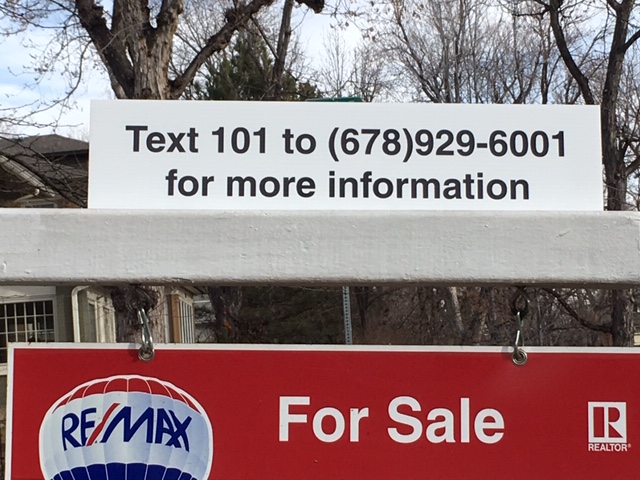 Text 101 to (678)929-6001
for more information
RE/MAX
For Sale
R
REALTOR®